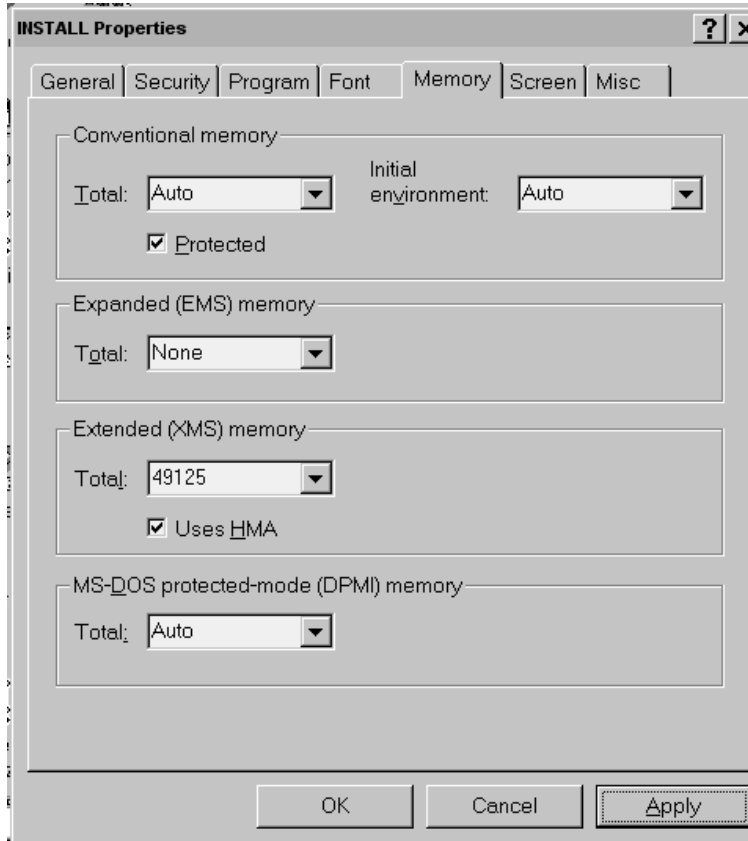 INSTALL Properties
General Security Program Font Memory Screen Misc
Conventional memory
Total: Auto Initial environment: Auto
Protected
Expanded (EMS) memory
Total: None
Extended (XMS) memory
Total: 49125
Uses HMA
MS-DOS protected-mode (DPMI) memory
Total: Auto
OK Cancel Apply